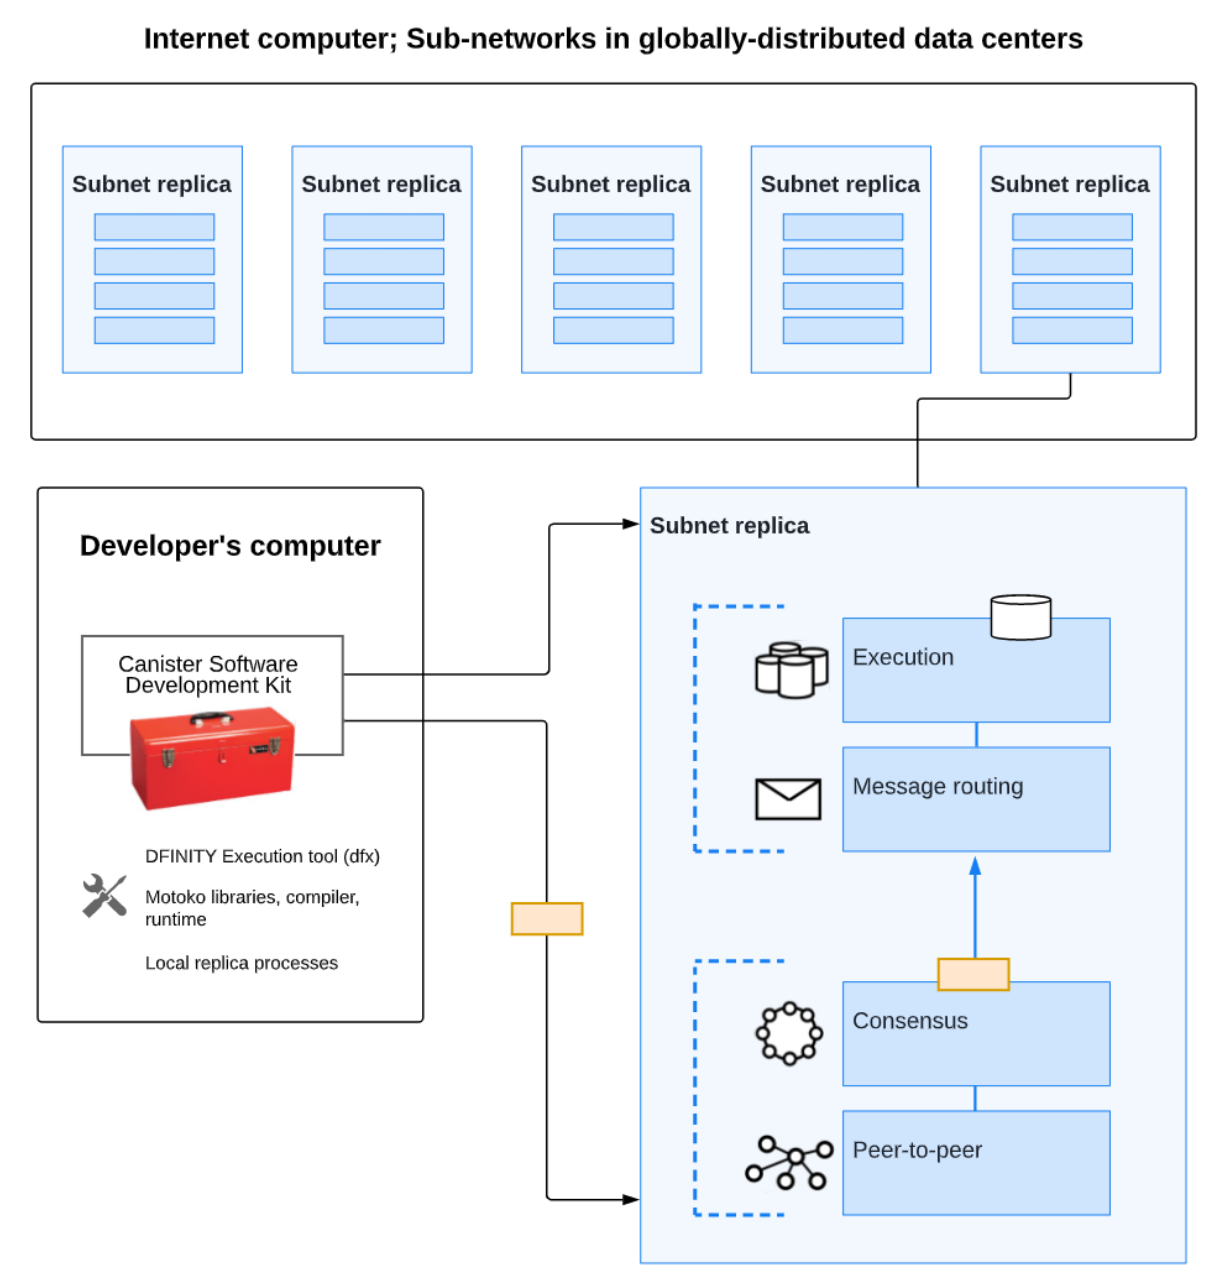 Internet computer; Sub-networks in globally-distributed data centers
Subnet replica
Subnet replica
Subnet replica
Subnet replica
Subnet replica
Developer's computer
Canister Software
Development Kit
DFINITY Execution tool (dfx)
Motoko libraries, compiler,
runtime
Local replica processes
Subnet replica
Execution
Message routing
Consensus
Peer-to-peer